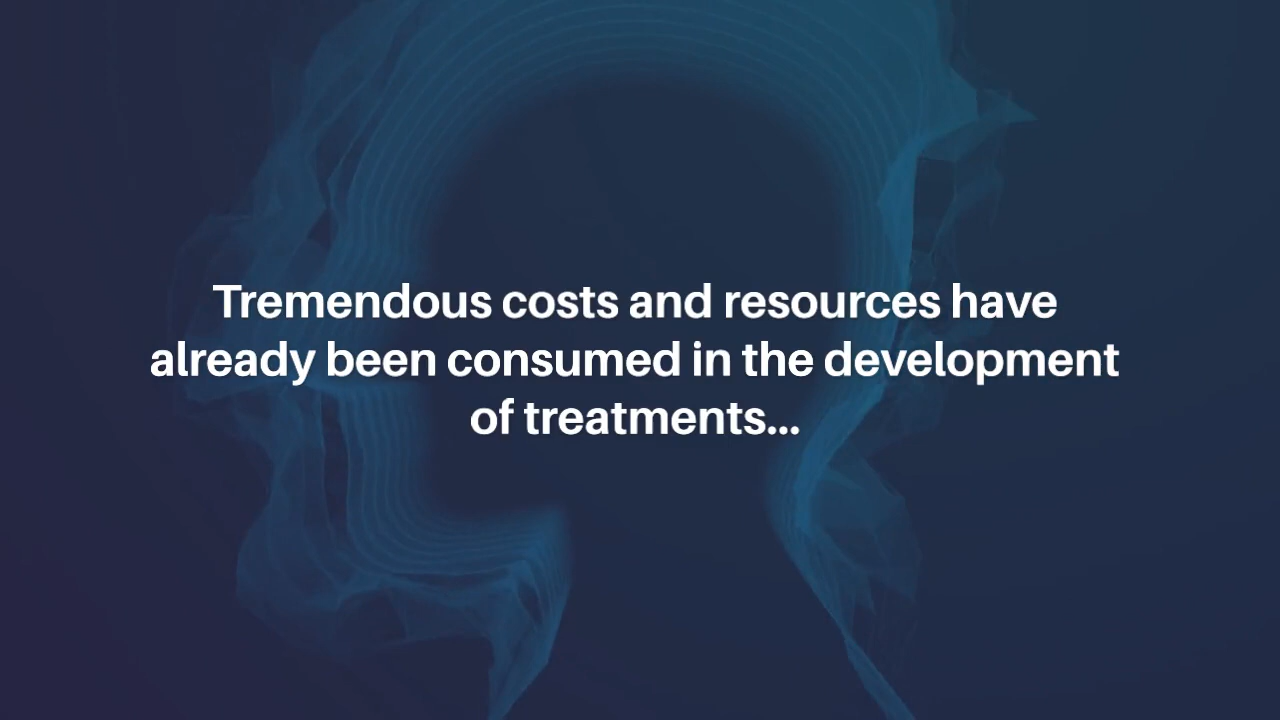 Tremendous costs and resources have
already been consumed in the development
of treatments...